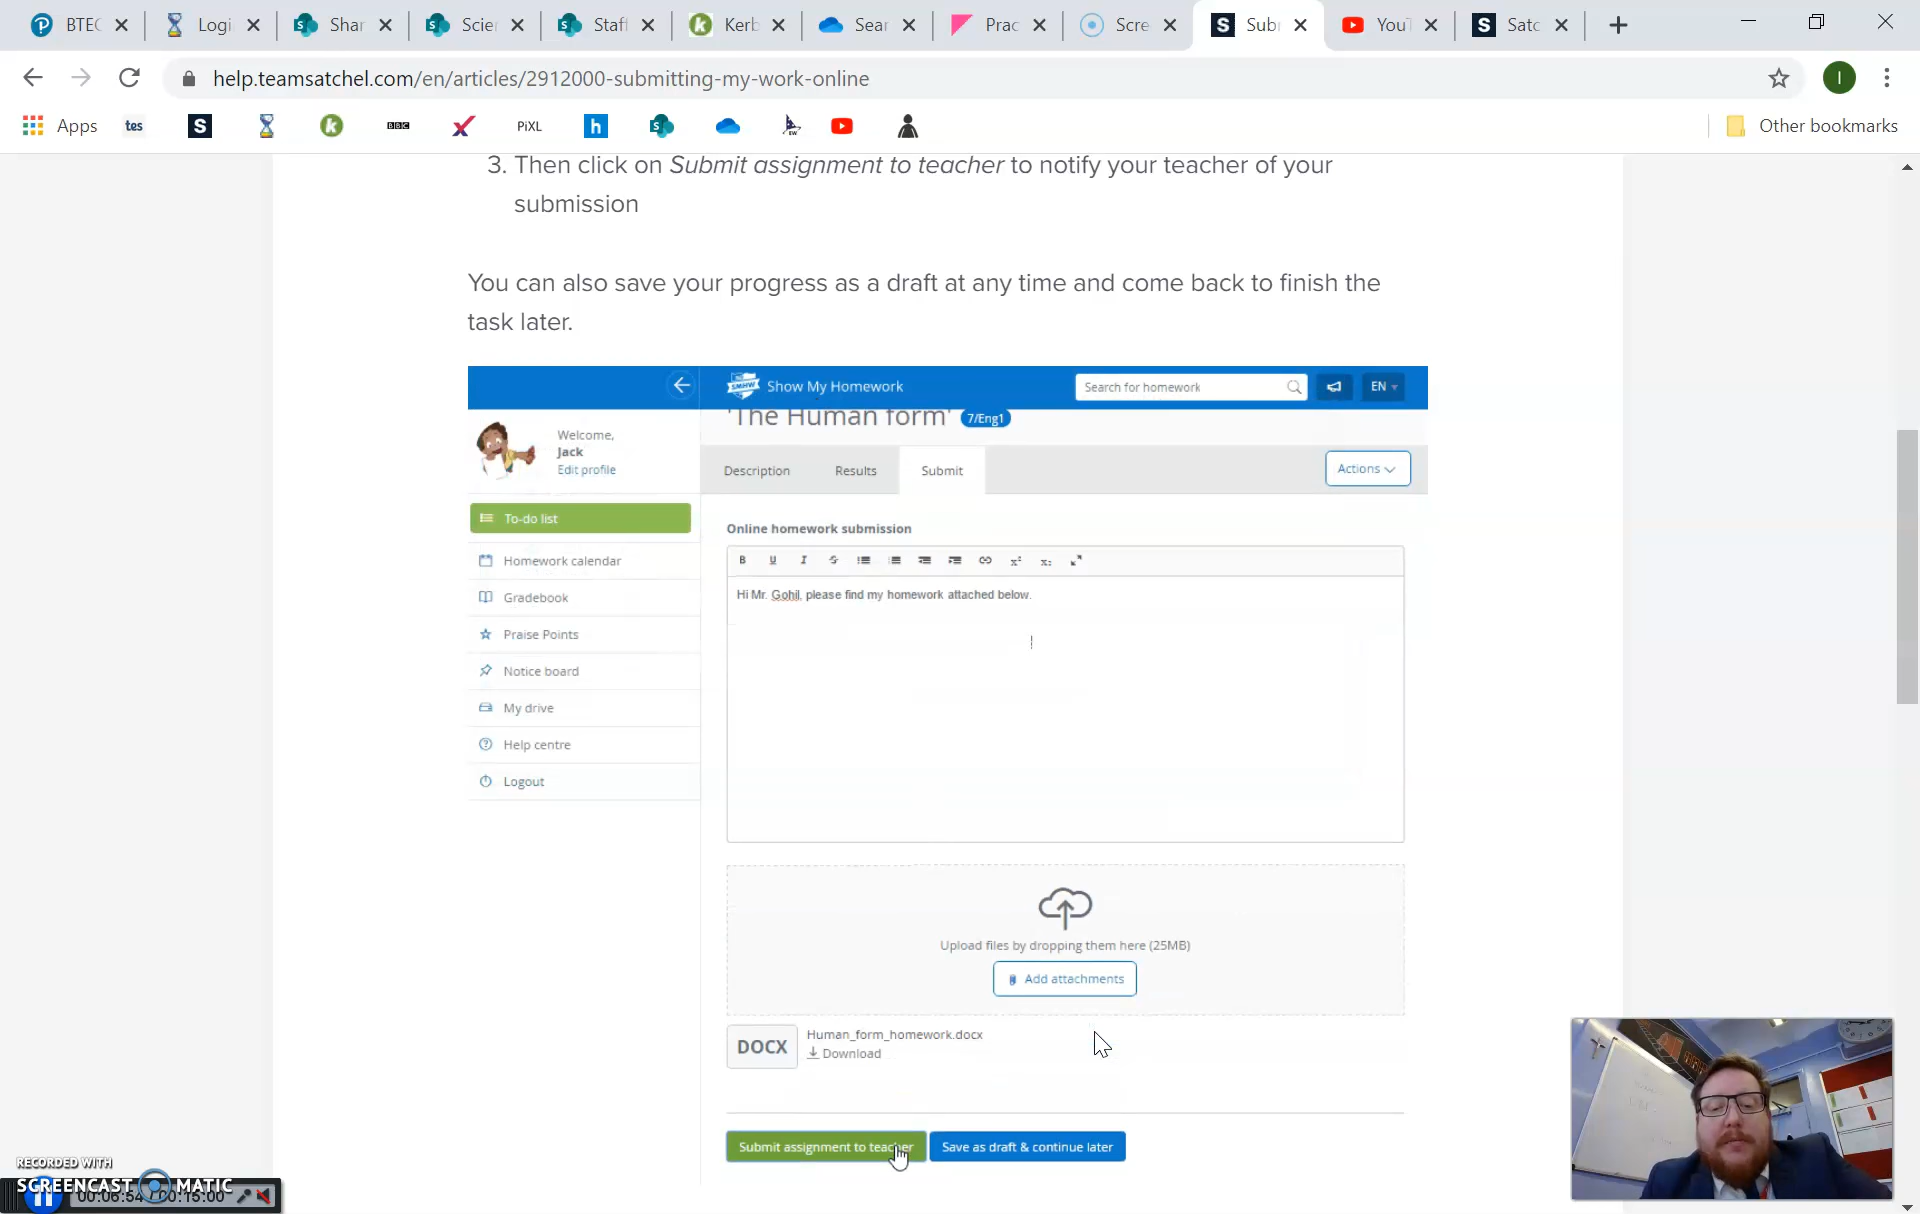 BTEC
Logi
Shar
Scier
Staff
Kerb
Sear
Prac
Scre
Sub
YouT
Satc
help.teamsatchel.com/en/articles/2912000-submitting-my-work-online
I
Apps
tes
S
k
BBC
PiXL
h
Other bookmarks
3. Then click on Submit assignment to teacher to notify your teacher of your
submission
You can also save your progress as a draft at any time and come back to finish the
task later.
SMHW
Show My Homework
Search for homework
EN
'The Human form'
7/Eng1
Welcome,
Jack
Edit profile
Description
Results
Submit
Actions
To-do list
Homework calendar
Gradebook
Praise Points
Notice board
My drive
Help centre
Logout
Online homework submission
B U I S
Hi Mr. Gohil, please find my homework attached below.
Upload files by dropping them here (25MB)
Add attachments
DOCX
Human_form_homework.docx
Download
Submit assignment to teacher
Save as draft & continue later
RECORDED WITH
SCREENCAST MATIC
00:06:54 / 00:15:00